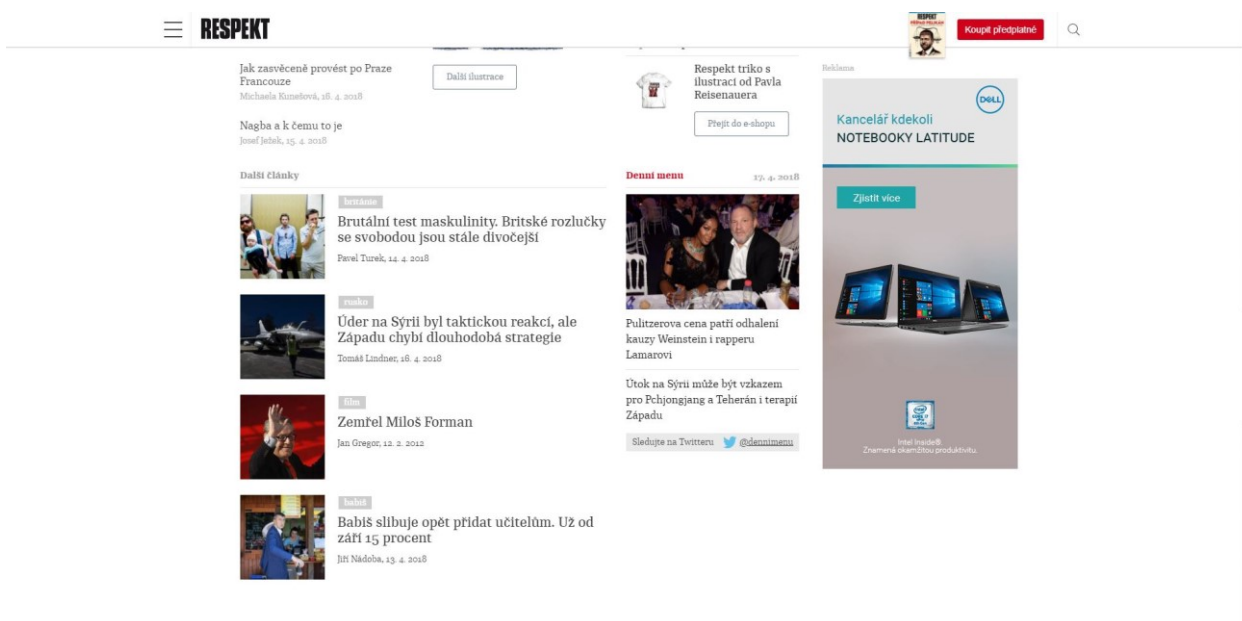 RESPEKT
RESPEKT
Koupit předplatné
Jak zasvěceně provést po Praze
Francouze
Michaela Kunešová, 16. 4. 2018
Nagba a k čemu to je
Josef Ježek, 15. 4. 2018
Další ilustrace
Respekt triko s
ilustrací od Pavla
Reisenauera
Přejít do e-shopu
Reklama
DELL
Kancelář kdekoli
NOTEBOOKY LATITUDE
Zjistit více
Intel Inside®.
Znamená okamžitou produktivitu.
Další články
británie
Brutální test maskulinity. Britské rozlučky
se svobodou jsou stále divočejší
Pavel Turek, 14. 4. 2018
rusko
Úder na Sýrii byl taktickou reakcí, ale
Západu chybí dlouhodobá strategie
Tomáš Lindner, 16. 4. 2018
film
Zemřel Miloš Forman
Jan Gregor, 12. 2. 2012
babiš
Babiš slibuje opět přidat učitelům. Už od
září 15 procent
Jiří Nádoba, 13. 4. 2018
Denní menu
17. 4. 2018
Pulitzerova cena patří odhalení
kauzy Weinstein i rapperu
Lamarovi
Útok na Sýrii může být vzkazem
pro Pchjongjang a Teherán i terapií
Západu
Sledujte na Twitteru @dennimenu